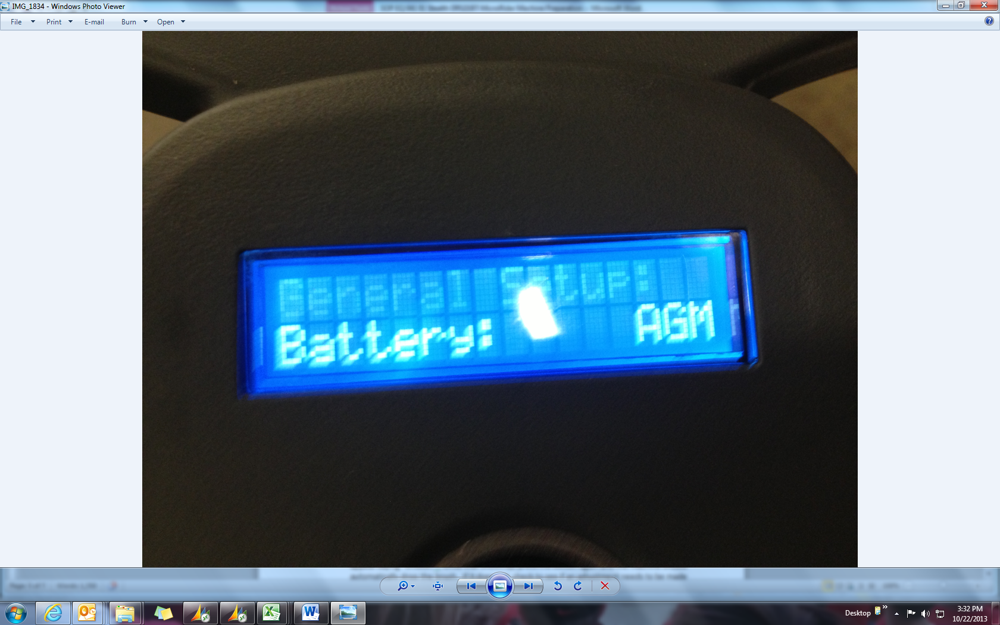 IMG_1834 - Windows Photo Viewer
File Print E-mail Burn Open
General Setup:
Battery: AGM
Desktop
3:32 PM
10/22/2013